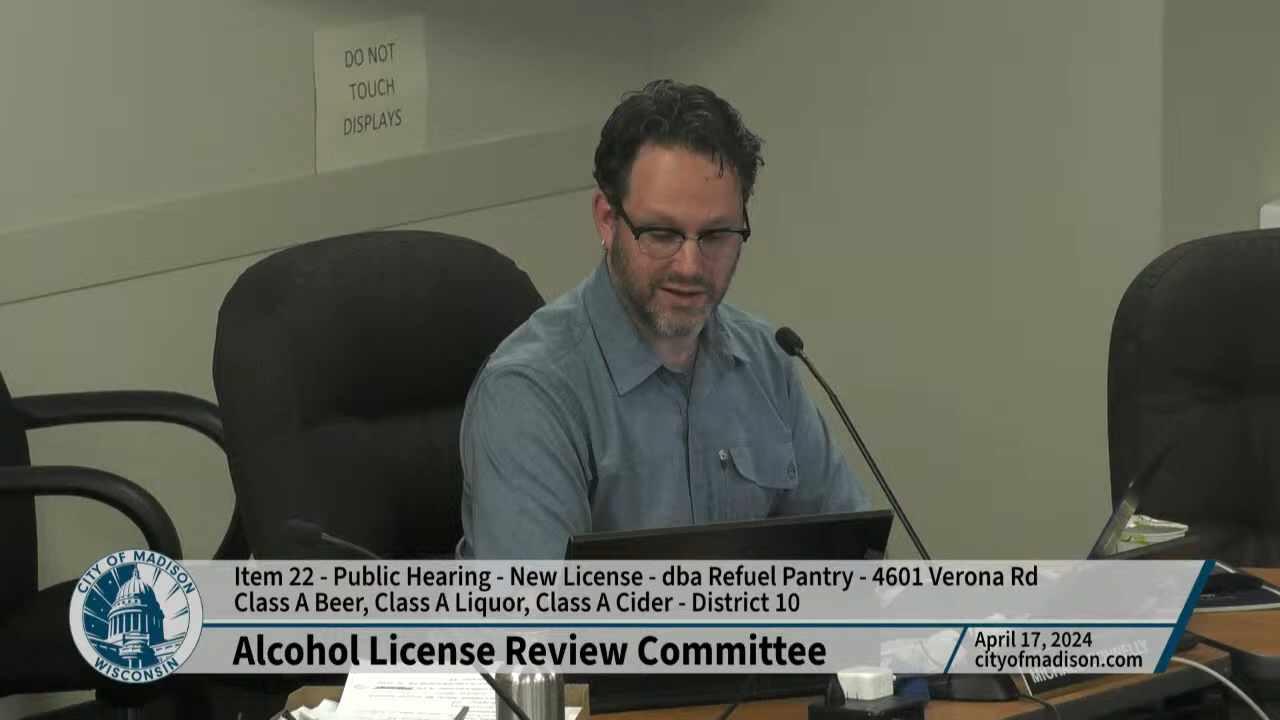 DO NOT
TOUCH
DISPLAYS
CITY OF MADISON
WISCONSIN
Item 22 - Public Hearing - New License - dba Refuel Pantry - 4601 Verona Rd
Class A Beer, Class A Liquor, Class A Cider - District 10
Alcohol License Review Committee
April 17, 2024
cityofmadison.com